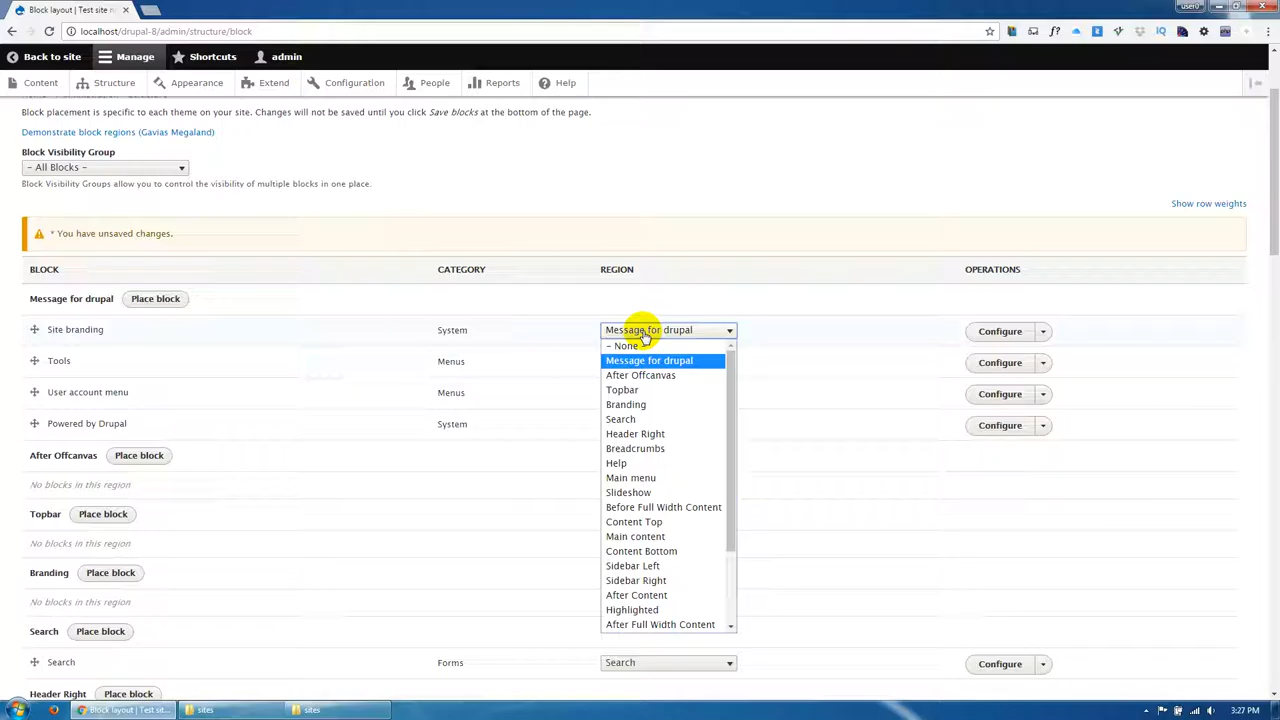 Block layout | Test site n
user0
localhost/drupal-8/admin/structure/block
Back to site Manage Shortcuts admin
Content Structure Appearance Extend Configuration People Reports Help
Block placement is specific to each theme on your site. Changes will not be saved until you click Save blocks at the bottom of the page.
Demonstrate block regions (Gavias Megaland)
Block Visibility Group
- All Blocks -
Block Visibility Groups allow you to control the visibility of multiple blocks in one place.
Show row weights
* You have unsaved changes.
BLOCK CATEGORY REGION OPERATIONS
Message for drupal Place block
Site branding System Message for drupal Configure
- None -
Message for drupal
After Offcanvas
Topbar
Branding
Search
Header Right
Breadcrumbs
Help
Main menu
Slideshow
Before Full Width Content
Content Top
Main content
Content Bottom
Sidebar Left
Sidebar Right
After Content
Highlighted
After Full Width Content
Tools Menus Configure
User account menu Menus Configure
Powered by Drupal System Configure
After Offcanvas Place block
No blocks in this region
Topbar Place block
No blocks in this region
Branding Place block
No blocks in this region
Search Place block
Search Forms Search Configure
Header Right Place block
Block layout | Test sit... sites sites 3:27 PM